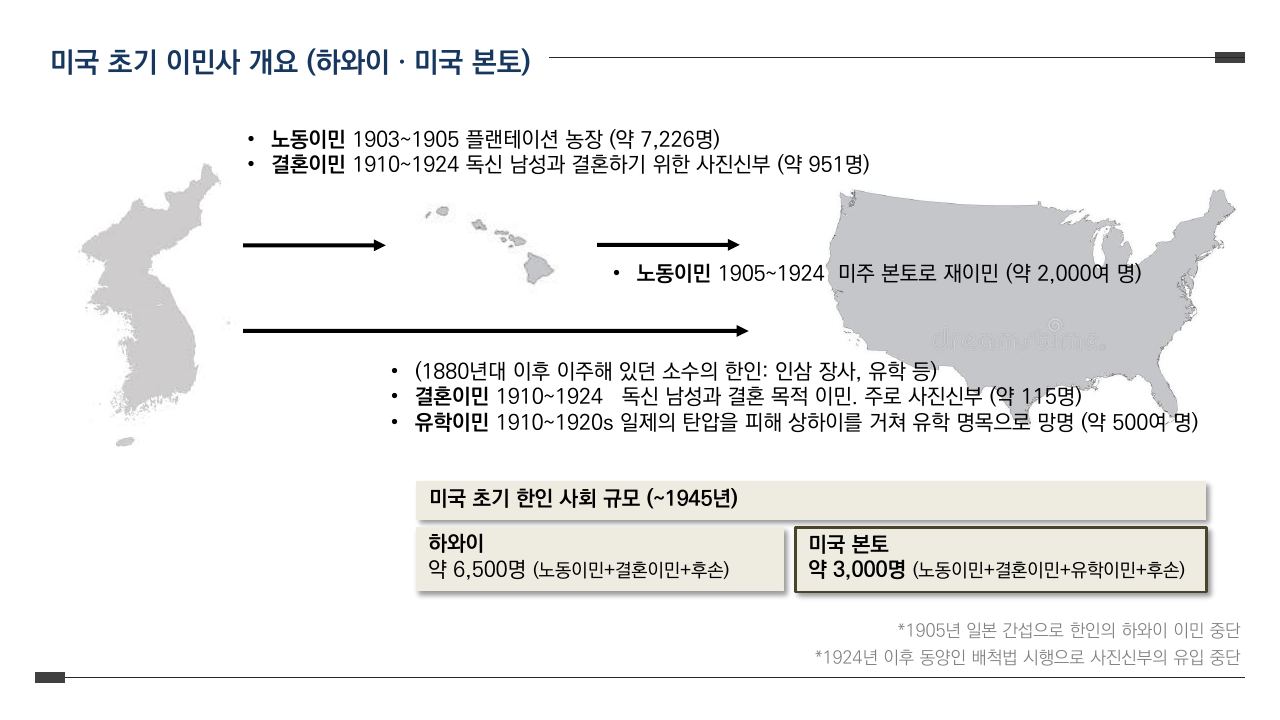 미국 초기 이민사 개요 (하와이 · 미국 본토)
• 노동이민 1903~1905 플랜테이션 농장 (약 7,226명)
• 결혼이민 1910~1924 독신 남성과 결혼하기 위한 사진신부 (약 951명)
• 노동이민 1905~1924 미주 본토로 재이민 (약 2,000여 명)
dreamstime.
• (1880년대 이후 이주해 있던 소수의 한인: 인삼 장사, 유학 등)
• 결혼이민 1910~1924 독신 남성과 결혼 목적 이민. 주로 사진신부 (약 115명)
• 유학이민 1910~1920s 일제의 탄압을 피해 상하이를 거쳐 유학 명목으로 망명 (약 500여 명)
미국 초기 한인 사회 규모 (~1945년)
하와이
약 6,500명 (노동이민+결혼이민+후손)
미국 본토
약 3,000명 (노동이민+결혼이민+유학이민+후손)
*1905년 일본 간섭으로 한인의 하와이 이민 중단
*1924년 이후 동양인 배척법 시행으로 사진신부의 유입 중단